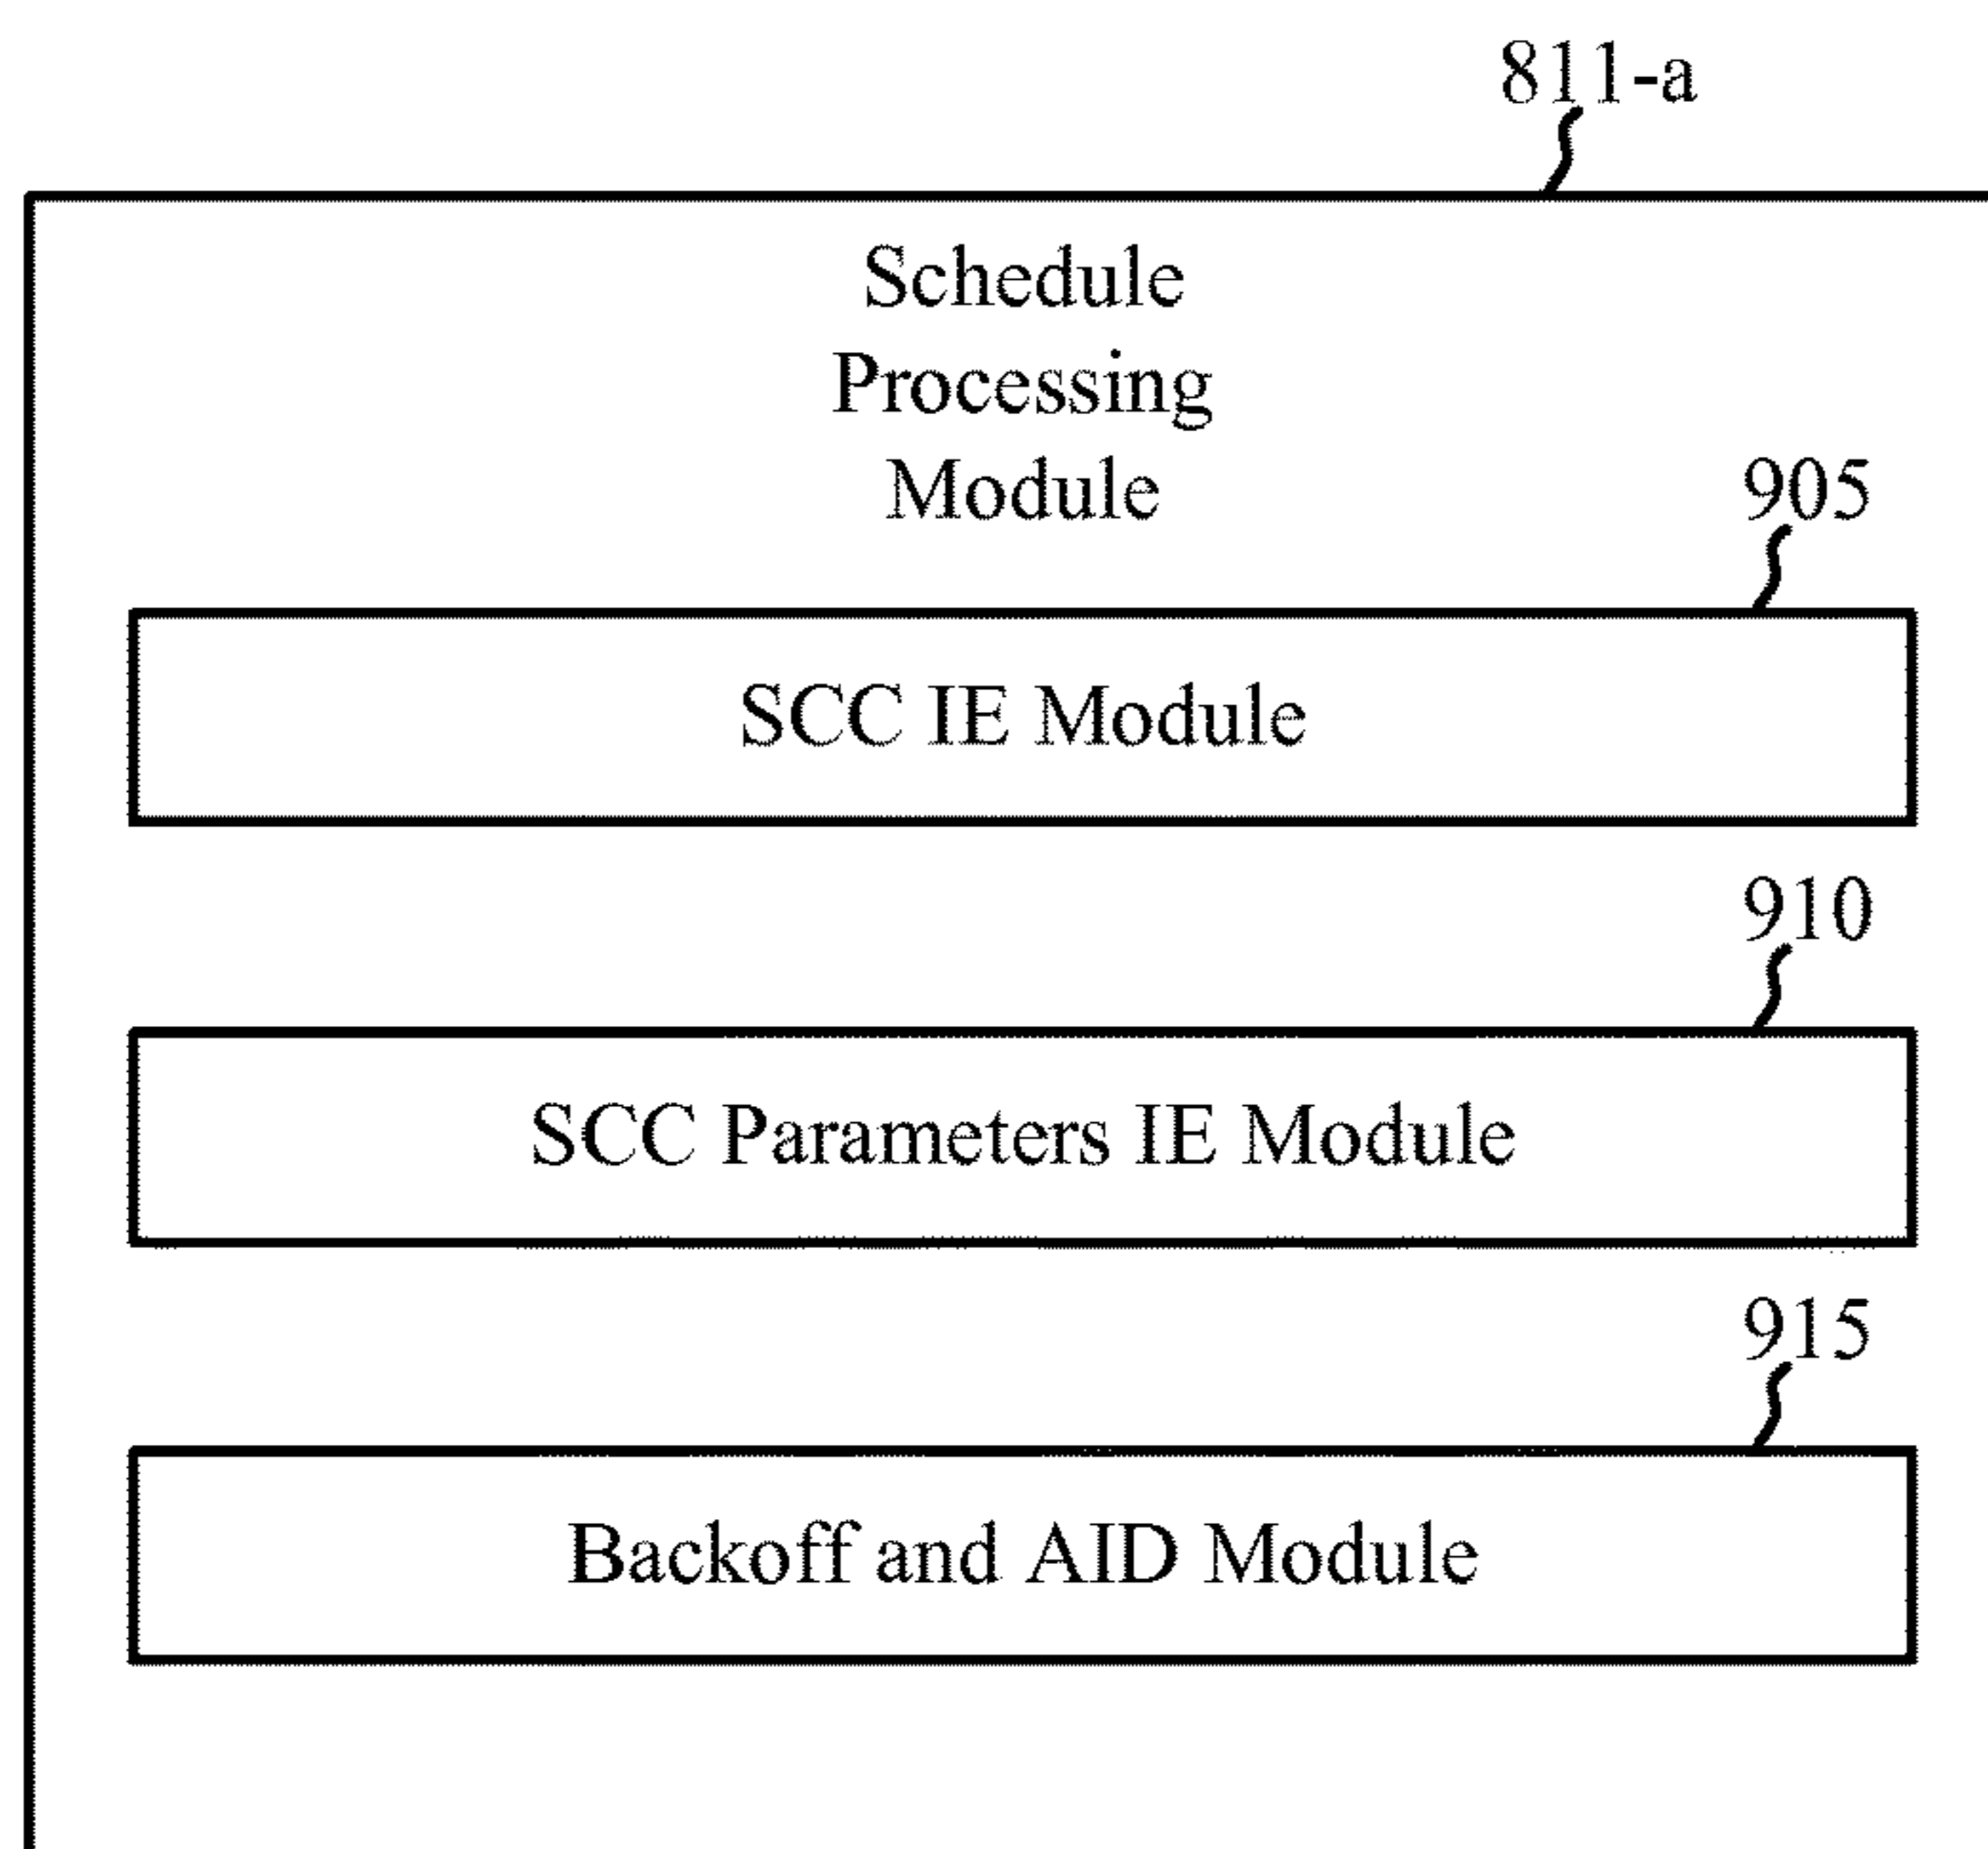 811-a
Schedule
Processing
Module
905
SCC IE Module
910
SCC Parameters IE Module
915
Backoff and AID Module